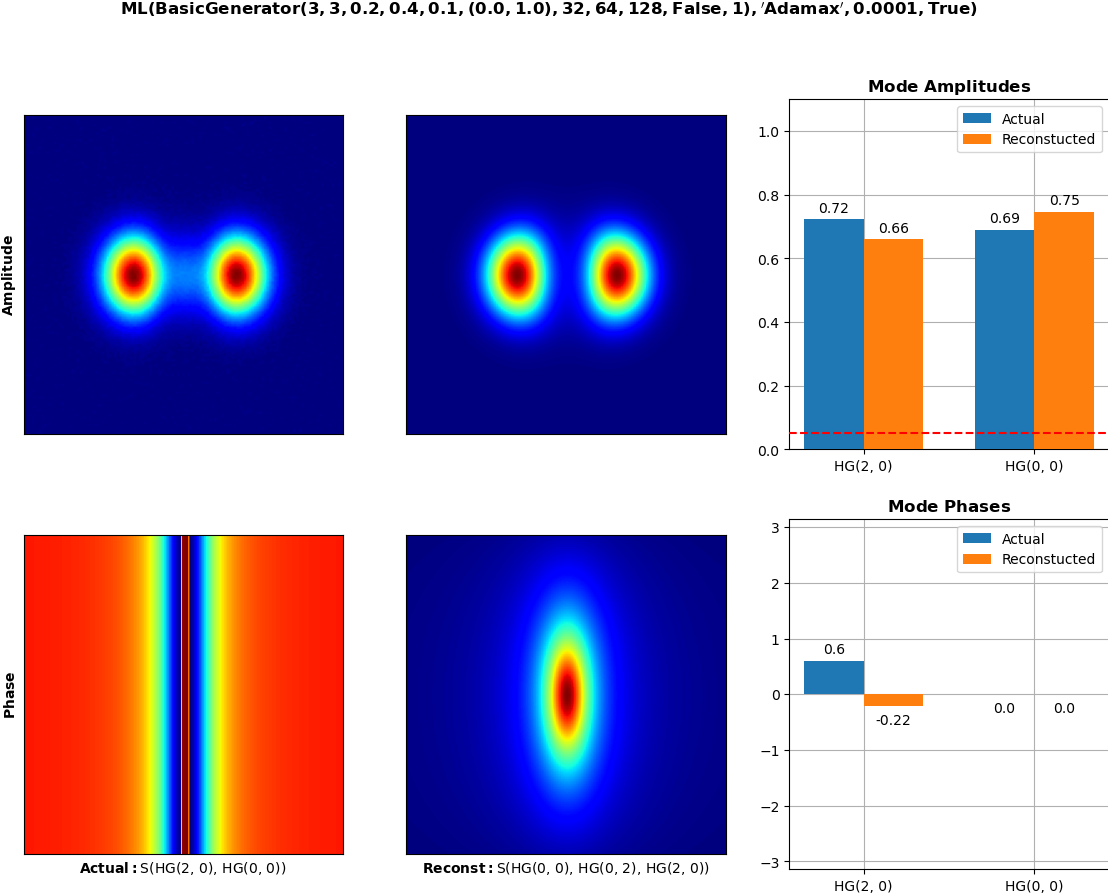 ML(BasicGenerator(3, 3, 0.2, 0.4, 0.1, (0.0, 1.0), 32, 64, 128, False, 1), ′Adamax′, 0.0001, True)
Mode Amplitudes
Amplitude
1.0
0.8
0.6
0.4
0.2
0.0
Actual
Reconstucted
0.72
0.66
0.69
0.75
HG(2, 0)
HG(0, 0)
Mode Phases
Phase
3
2
1
0
−1
−2
−3
Actual
Reconstucted
0.6
-0.22
0.0
0.0
HG(2, 0)
HG(0, 0)
Actual: S(HG(2, 0), HG(0, 0))
Reconst: S(HG(0, 0), HG(0, 2), HG(2, 0))